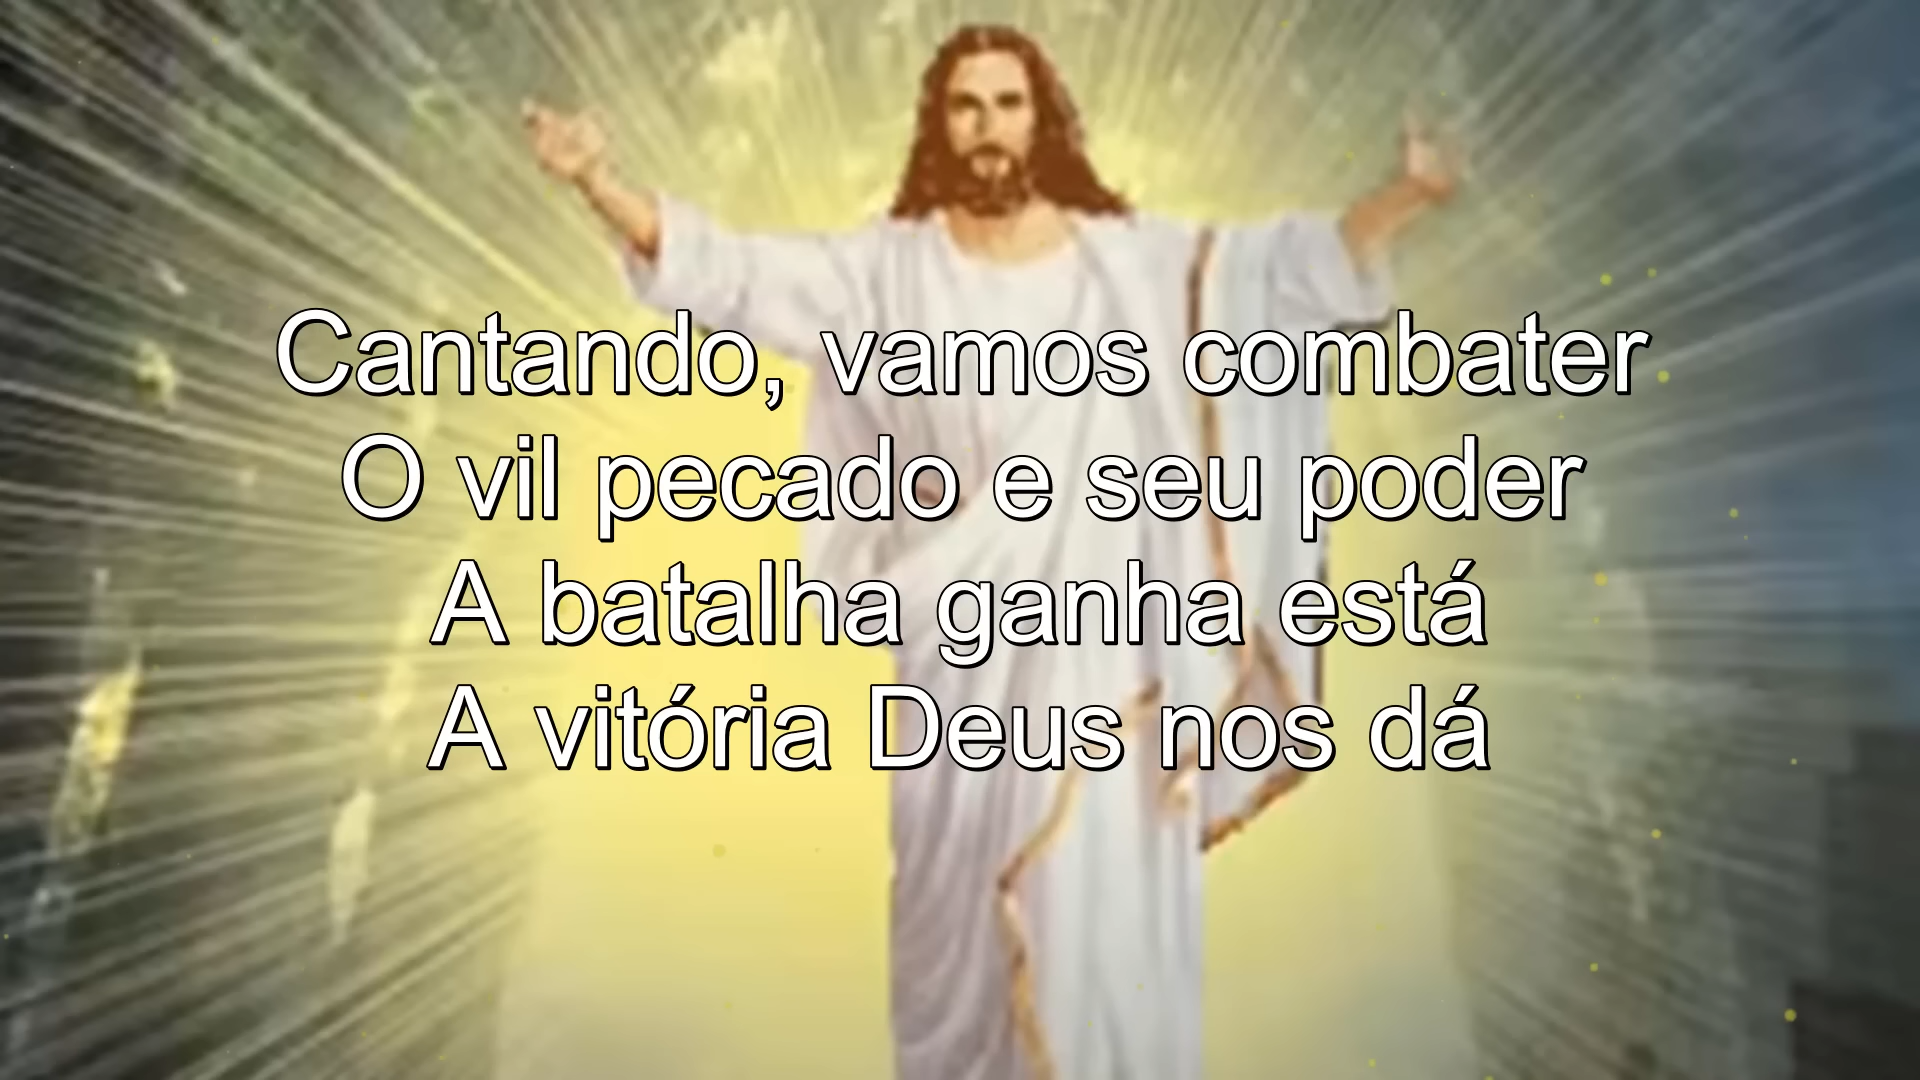 Cantando, vamos combater
O vil pecado e seu poder
A batalha ganha está
A vitória Deus nos dá